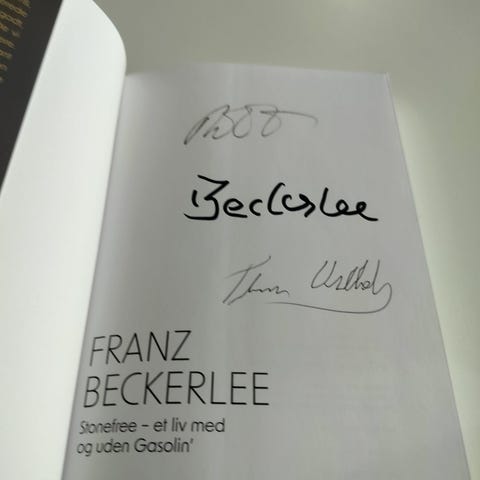 Beckerlee
FRANZ
BECKERLEE
Stonefree – et liv med
og uden Gasolin'